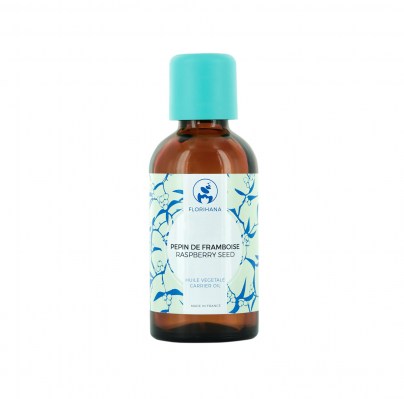 FLORIHANA
PEPIN DE FRAMBOISE
RASPBERRY SEED
HUILE VEGETALE
CARRIER OIL
MADE IN FRANCE